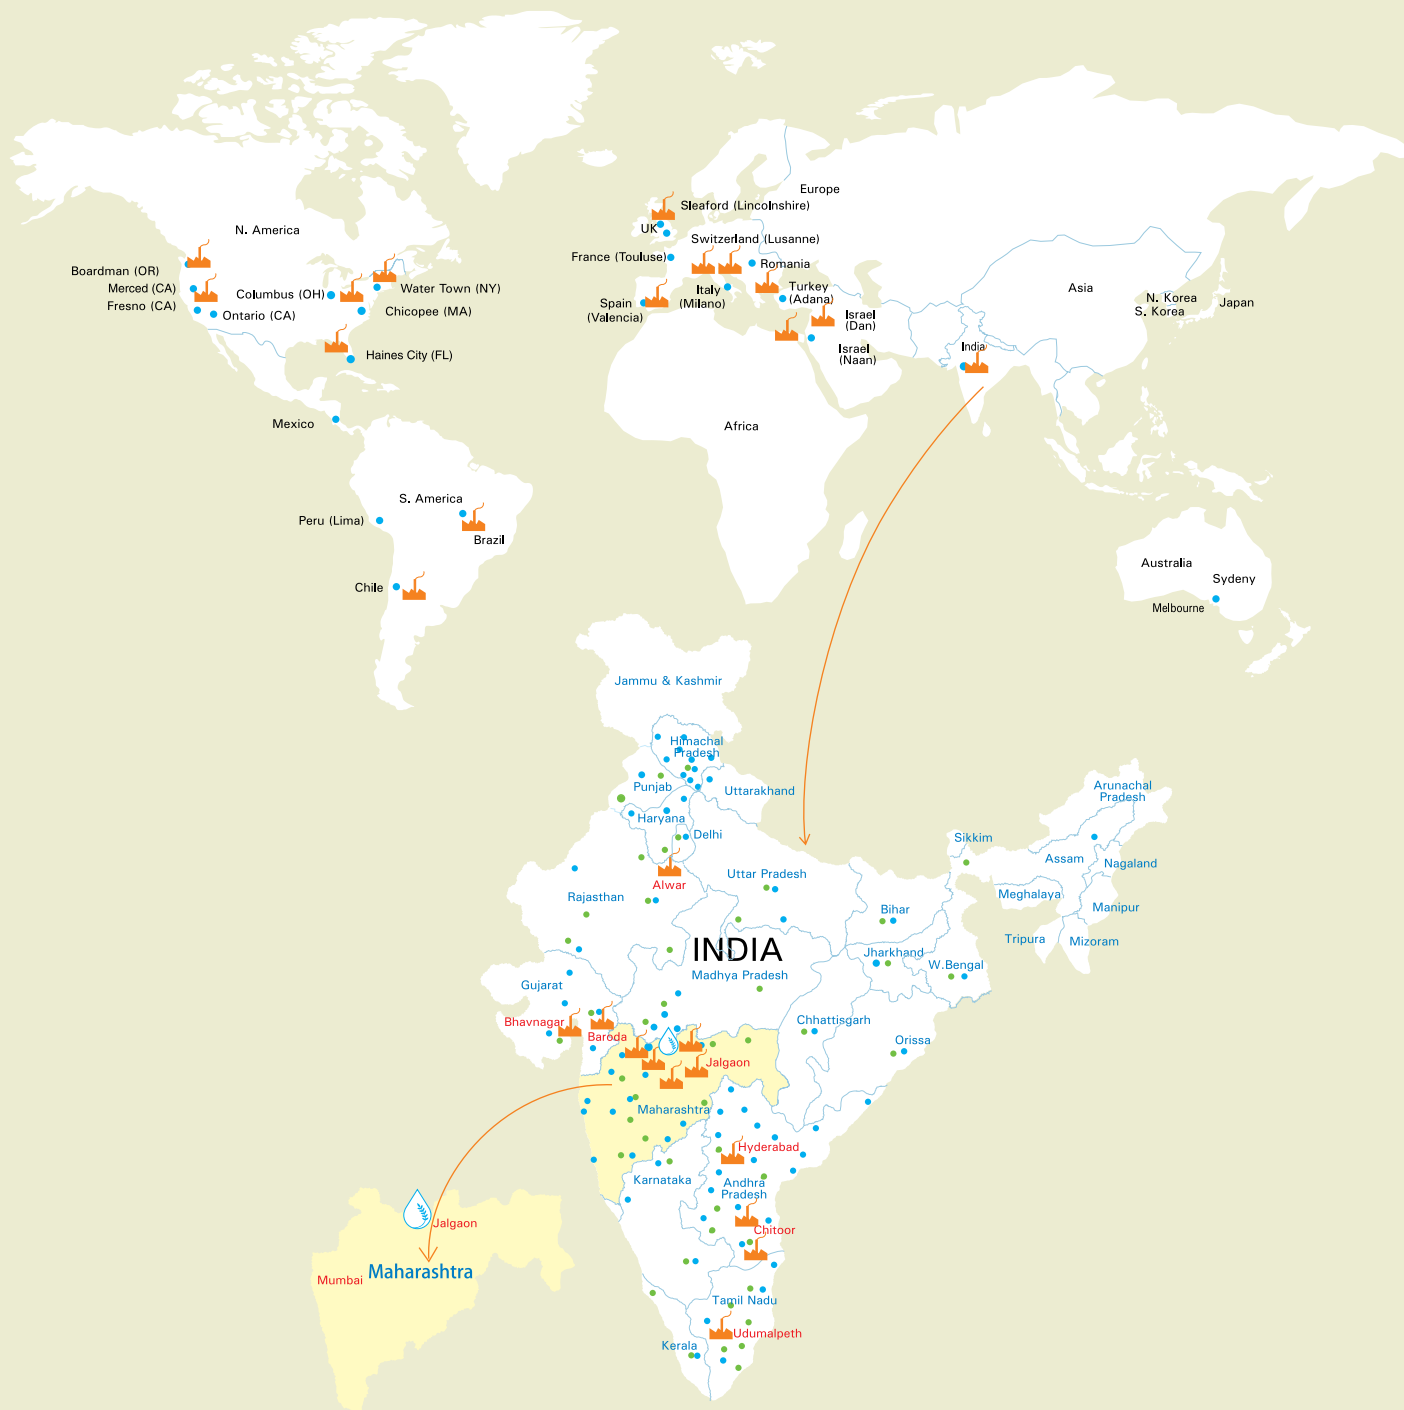 Europe
Sleaford (Lincolnshire)
N. America
UK
Switzerland (Lusanne)
France (Touluse)
Romania
Boardman (OR)
Merced (CA)
Fresno (CA)
Columbus (OH)
Ontario (CA)
Water Town (NY)
Chicopee (MA)
Haines City (FL)
Spain
(Valencia)
Italy
(Milano)
Turkey
(Adana)
Israel
(Dan)
Israel
(Naan)
Asia
N. Korea
S. Korea
Japan
India
Mexico
Africa
S. America
Peru (Lima)
Brazil
Chile
Australia
Sydeny
Melbourne
Jammu & Kashmir
Himachal
Pradesh
Punjab
Uttarakhand
Haryana
Delhi
Arunachal
Pradesh
Sikkim
Assam
Nagaland
Meghalaya
Manipur
Tripura
Mizoram
Alwar
Rajasthan
Uttar Pradesh
Bihar
INDIA
Jharkhand
W.Bengal
Madhya Pradesh
Gujarat
Bhavnagar
Baroda
Chhattisgarh
Orissa
Jalgaon
Maharashtra
Hyderabad
Karnataka
Andhra
Pradesh
Chitoor
Tamil Nadu
Udumalpeth
Kerala
Jalgaon
Mumbai
Maharashtra